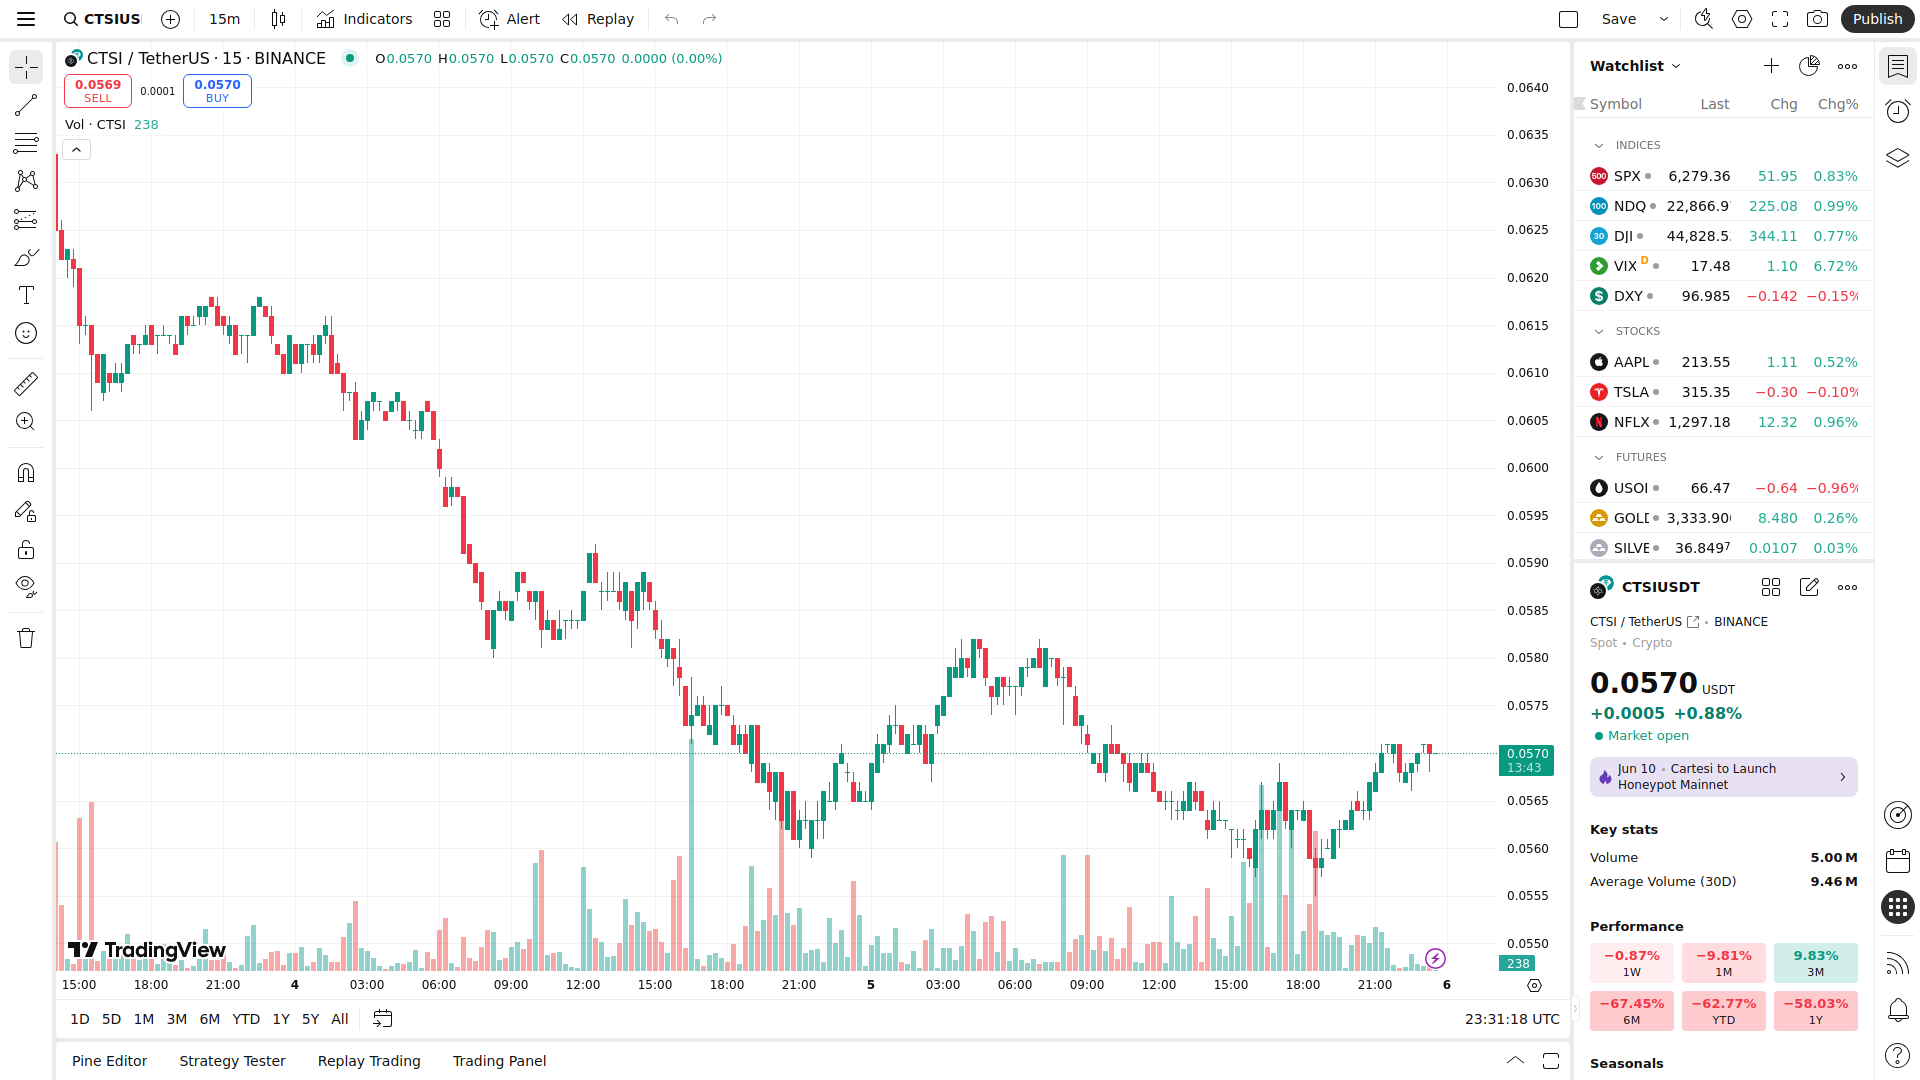 CTSIUS
15m
Indicators
Alert
Replay
Save
Publish
CTSI / TetherUS · 15 · BINANCE
O0.0570 H0.0570 L0.0570 C0.0570 0.0000 (0.00%)
0.0569
SELL
0.0001
0.0570
BUY
Vol · CTSI 238
0.0640
0.0635
0.0630
0.0625
0.0620
0.0615
0.0610
0.0605
0.0600
0.0595
0.0590
0.0585
0.0580
0.0575
0.0570
13:43
0.0565
0.0560
0.0555
0.0550
238
TradingView
15:00 18:00 21:00 4 03:00 06:00 09:00 12:00 15:00 18:00 21:00 5 03:00 06:00 09:00 12:00 15:00 18:00 21:00 6
1D 5D 1M 3M 6M YTD 1Y 5Y All
23:31:18 UTC
Pine Editor
Strategy Tester
Replay Trading
Trading Panel
Watchlist
Symbol Last Chg Chg%
INDICES
500 SPX 6,279.36 51.95 0.83%
100 NDQ 22,866.9 225.08 0.99%
30 DJI 44,828.5 344.11 0.77%
VIX D 17.48 1.10 6.72%
DXY 96.985 −0.142 −0.15%
STOCKS
AAPL 213.55 1.11 0.52%
TSLA 315.35 −0.30 −0.10%
NFLX 1,297.18 12.32 0.96%
FUTURES
USOI 66.47 −0.64 −0.96%
GOLD 3,333.90 8.480 0.26%
SILVE 36.849⁷ 0.0107 0.03%
CTSIUSDT
CTSI / TetherUS • BINANCE
Spot • Crypto
0.0570 USDT
+0.0005 +0.88%
Market open
Jun 10 • Cartesi to Launch
Honeypot Mainnet
Key stats
Volume 5.00 M
Average Volume (30D) 9.46 M
Performance
−0.87%
1W
−9.81%
1M
9.83%
3M
−67.45%
6M
−62.77%
YTD
−58.03%
1Y
Seasonals